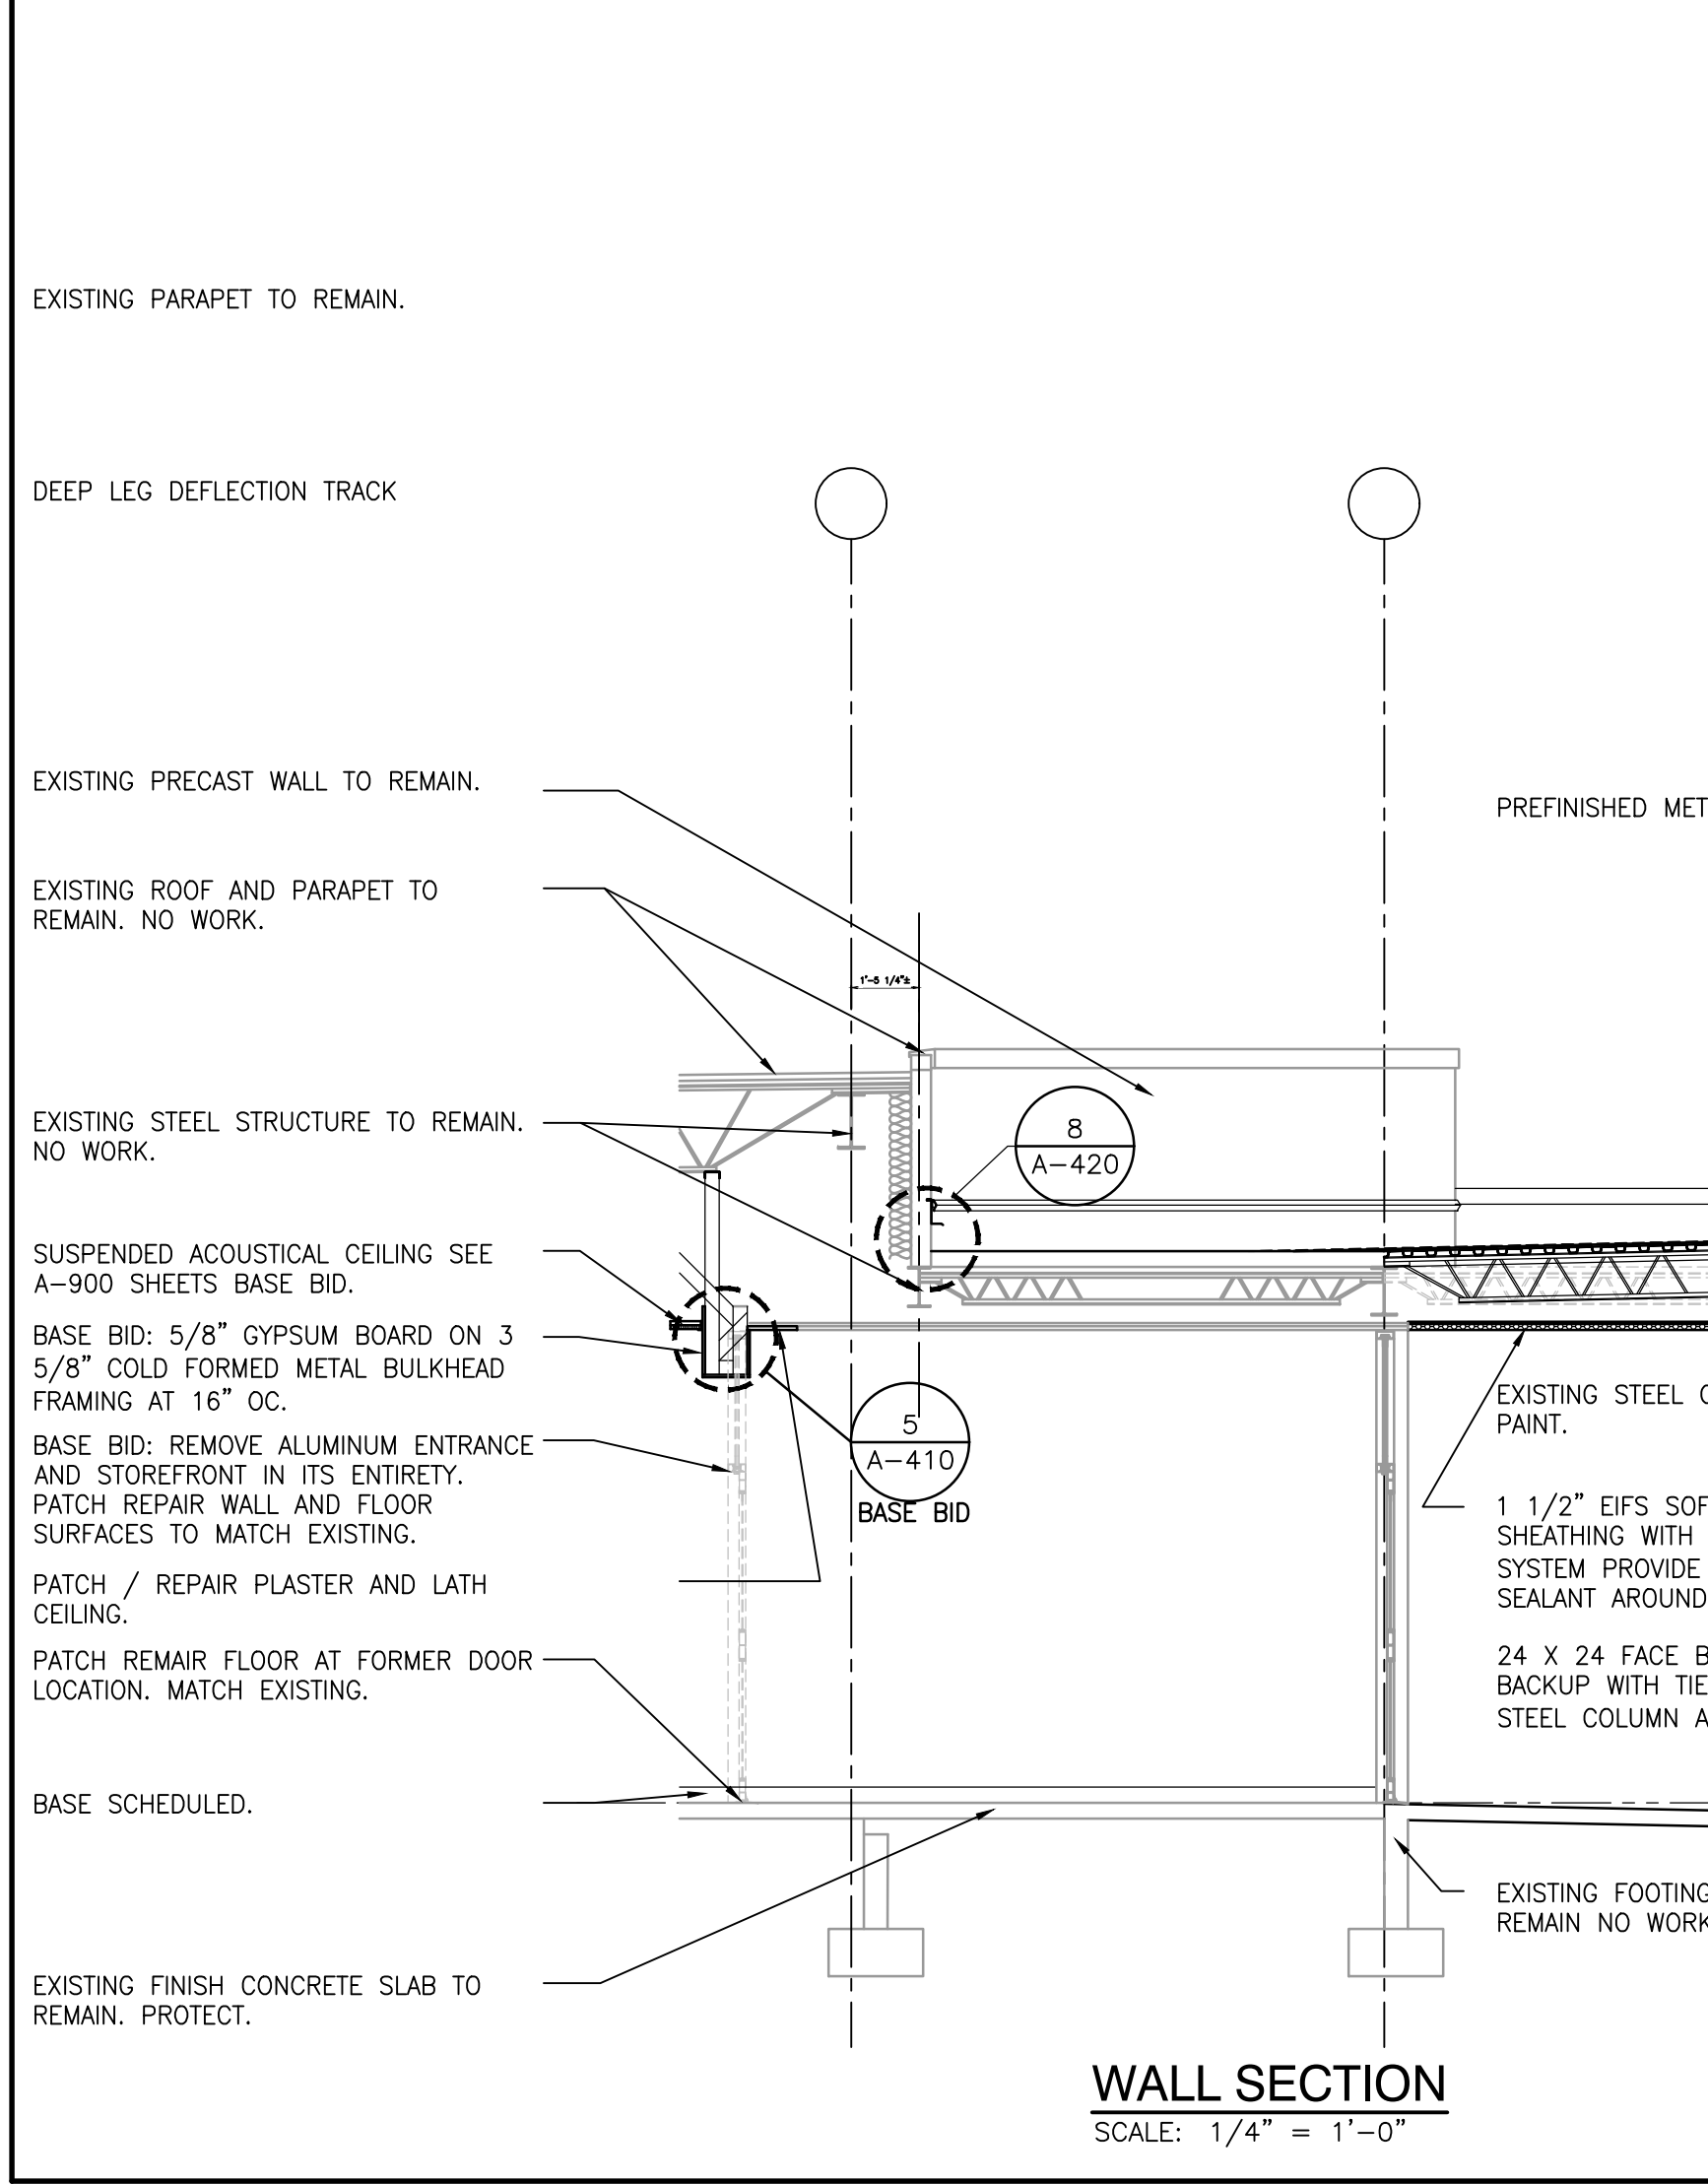 EXISTING PARAPET TO REMAIN.
DEEP LEG DEFLECTION TRACK
EXISTING PRECAST WALL TO REMAIN.
EXISTING ROOF AND PARAPET TO
REMAIN. NO WORK.
EXISTING STEEL STRUCTURE TO REMAIN.
NO WORK.
SUSPENDED ACOUSTICAL CEILING SEE
A-900 SHEETS BASE BID.
BASE BID: 5/8" GYPSUM BOARD ON 3
5/8" COLD FORMED METAL BULKHEAD
FRAMING AT 16" OC.
BASE BID: REMOVE ALUMINUM ENTRANCE
AND STOREFRONT IN ITS ENTIRETY.
PATCH REPAIR WALL AND FLOOR
SURFACES TO MATCH EXISTING.
PATCH / REPAIR PLASTER AND LATH
CEILING.
PATCH REMAIR FLOOR AT FORMER DOOR
LOCATION. MATCH EXISTING.
BASE SCHEDULED.
EXISTING FINISH CONCRETE SLAB TO
REMAIN. PROTECT.
1'-5 1/4"±
8
A-420
5
A-410
BASE BID
PREFINISHED MET
EXISTING STEEL
PAINT.
1 1/2" EIFS SOF
SHEATHING WITH
SYSTEM PROVIDE
SEALANT AROUND
24 X 24 FACE B
BACKUP WITH TIE
STEEL COLUMN A
EXISTING FOOTING
REMAIN NO WORK
WALL SECTION
SCALE: 1/4" = 1'-0"